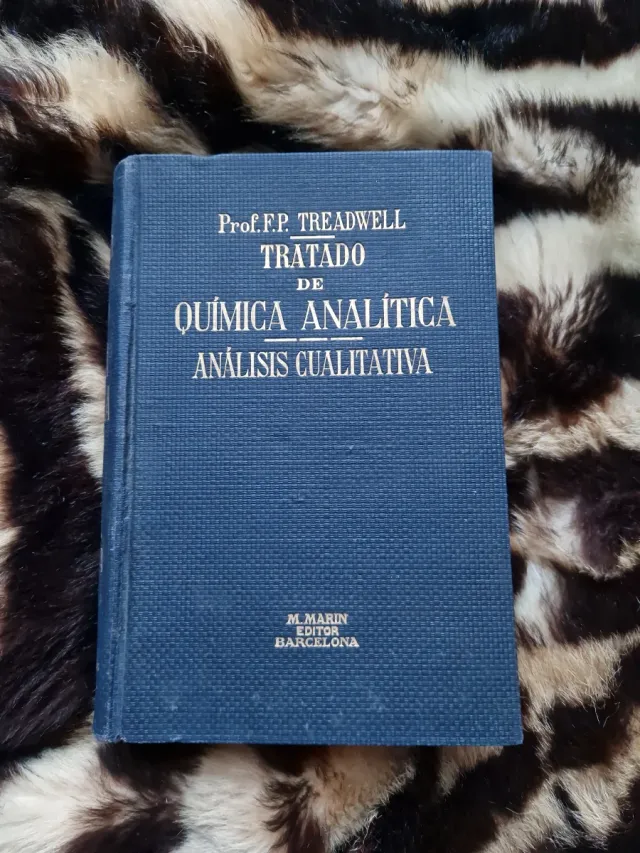 Prof. F.P. TREADWELL
TRATADO
DE
QUÍMICA ANALÍTICA
ANÁLISIS CUALITATIVA
M. MARIN
EDITOR
BARCELONA